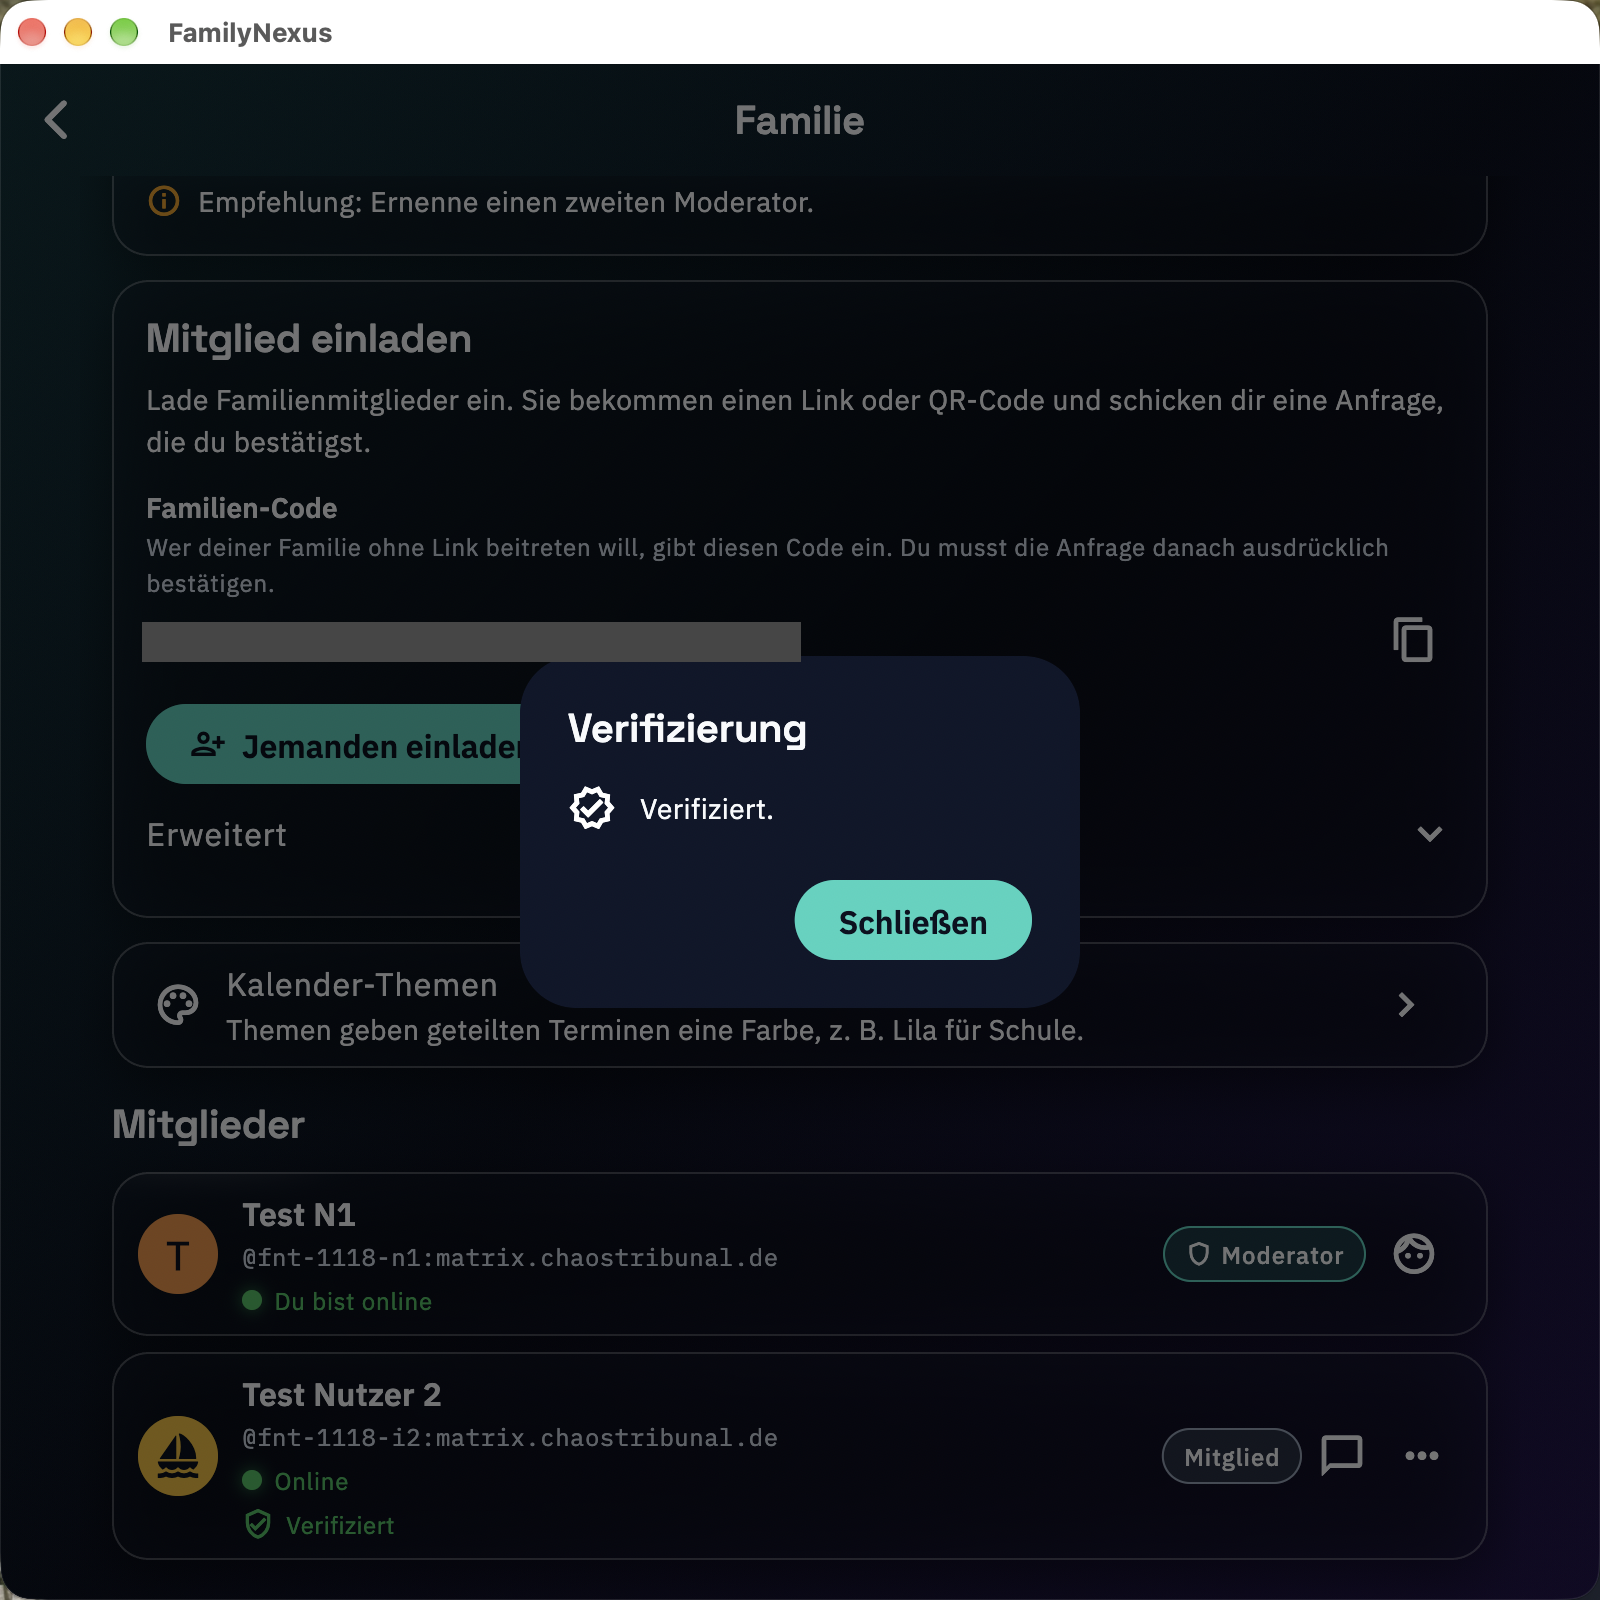 FamilyNexus
Familie
Empfehlung: Ernenne einen zweiten Moderator.
Mitglied einladen
Lade Familienmitglieder ein. Sie bekommen einen Link oder QR-Code und schicken dir eine Anfrage,
die du bestätigst.
Familien-Code
Wer deiner Familie ohne Link beitreten will, gibt diesen Code ein. Du musst die Anfrage danach ausdrücklich
bestätigen.
Jemanden einladen
Erweitert
Verifizierung
Verifiziert.
Schließen
Kalender-Themen
Themen geben geteilten Terminen eine Farbe, z. B. Lila für Schule.
Mitglieder
T
Test N1
@fnt-1118-n1:matrix.chaostribunal.de
Du bist online
Moderator
Test Nutzer 2
@fnt-1118-i2:matrix.chaostribunal.de
Online
Verifiziert
Mitglied